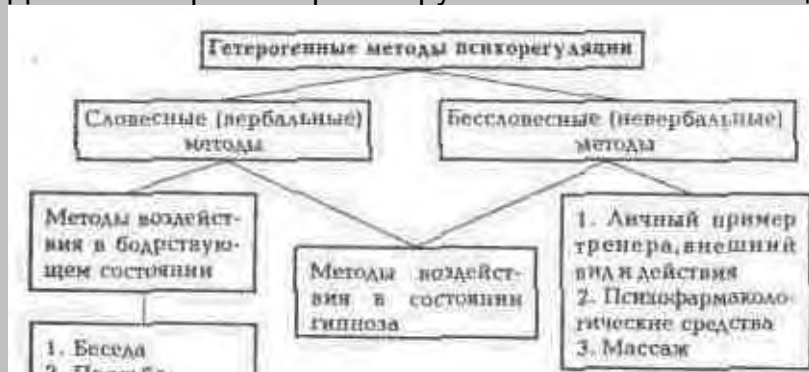 Гетерогенные методы психорегуляции
Словесные (вербальные)
методы
Бессловесные (невербальные)
методы
Методы воздейст-
вия в бодрствую-
щем состоянии
Методы воздейст-
вия в состоянии
гипноза
1. Личный пример
тренера, внешний
вид и действия
2. Психофармаколо-
гические средства
3. Массаж
1. Беседа